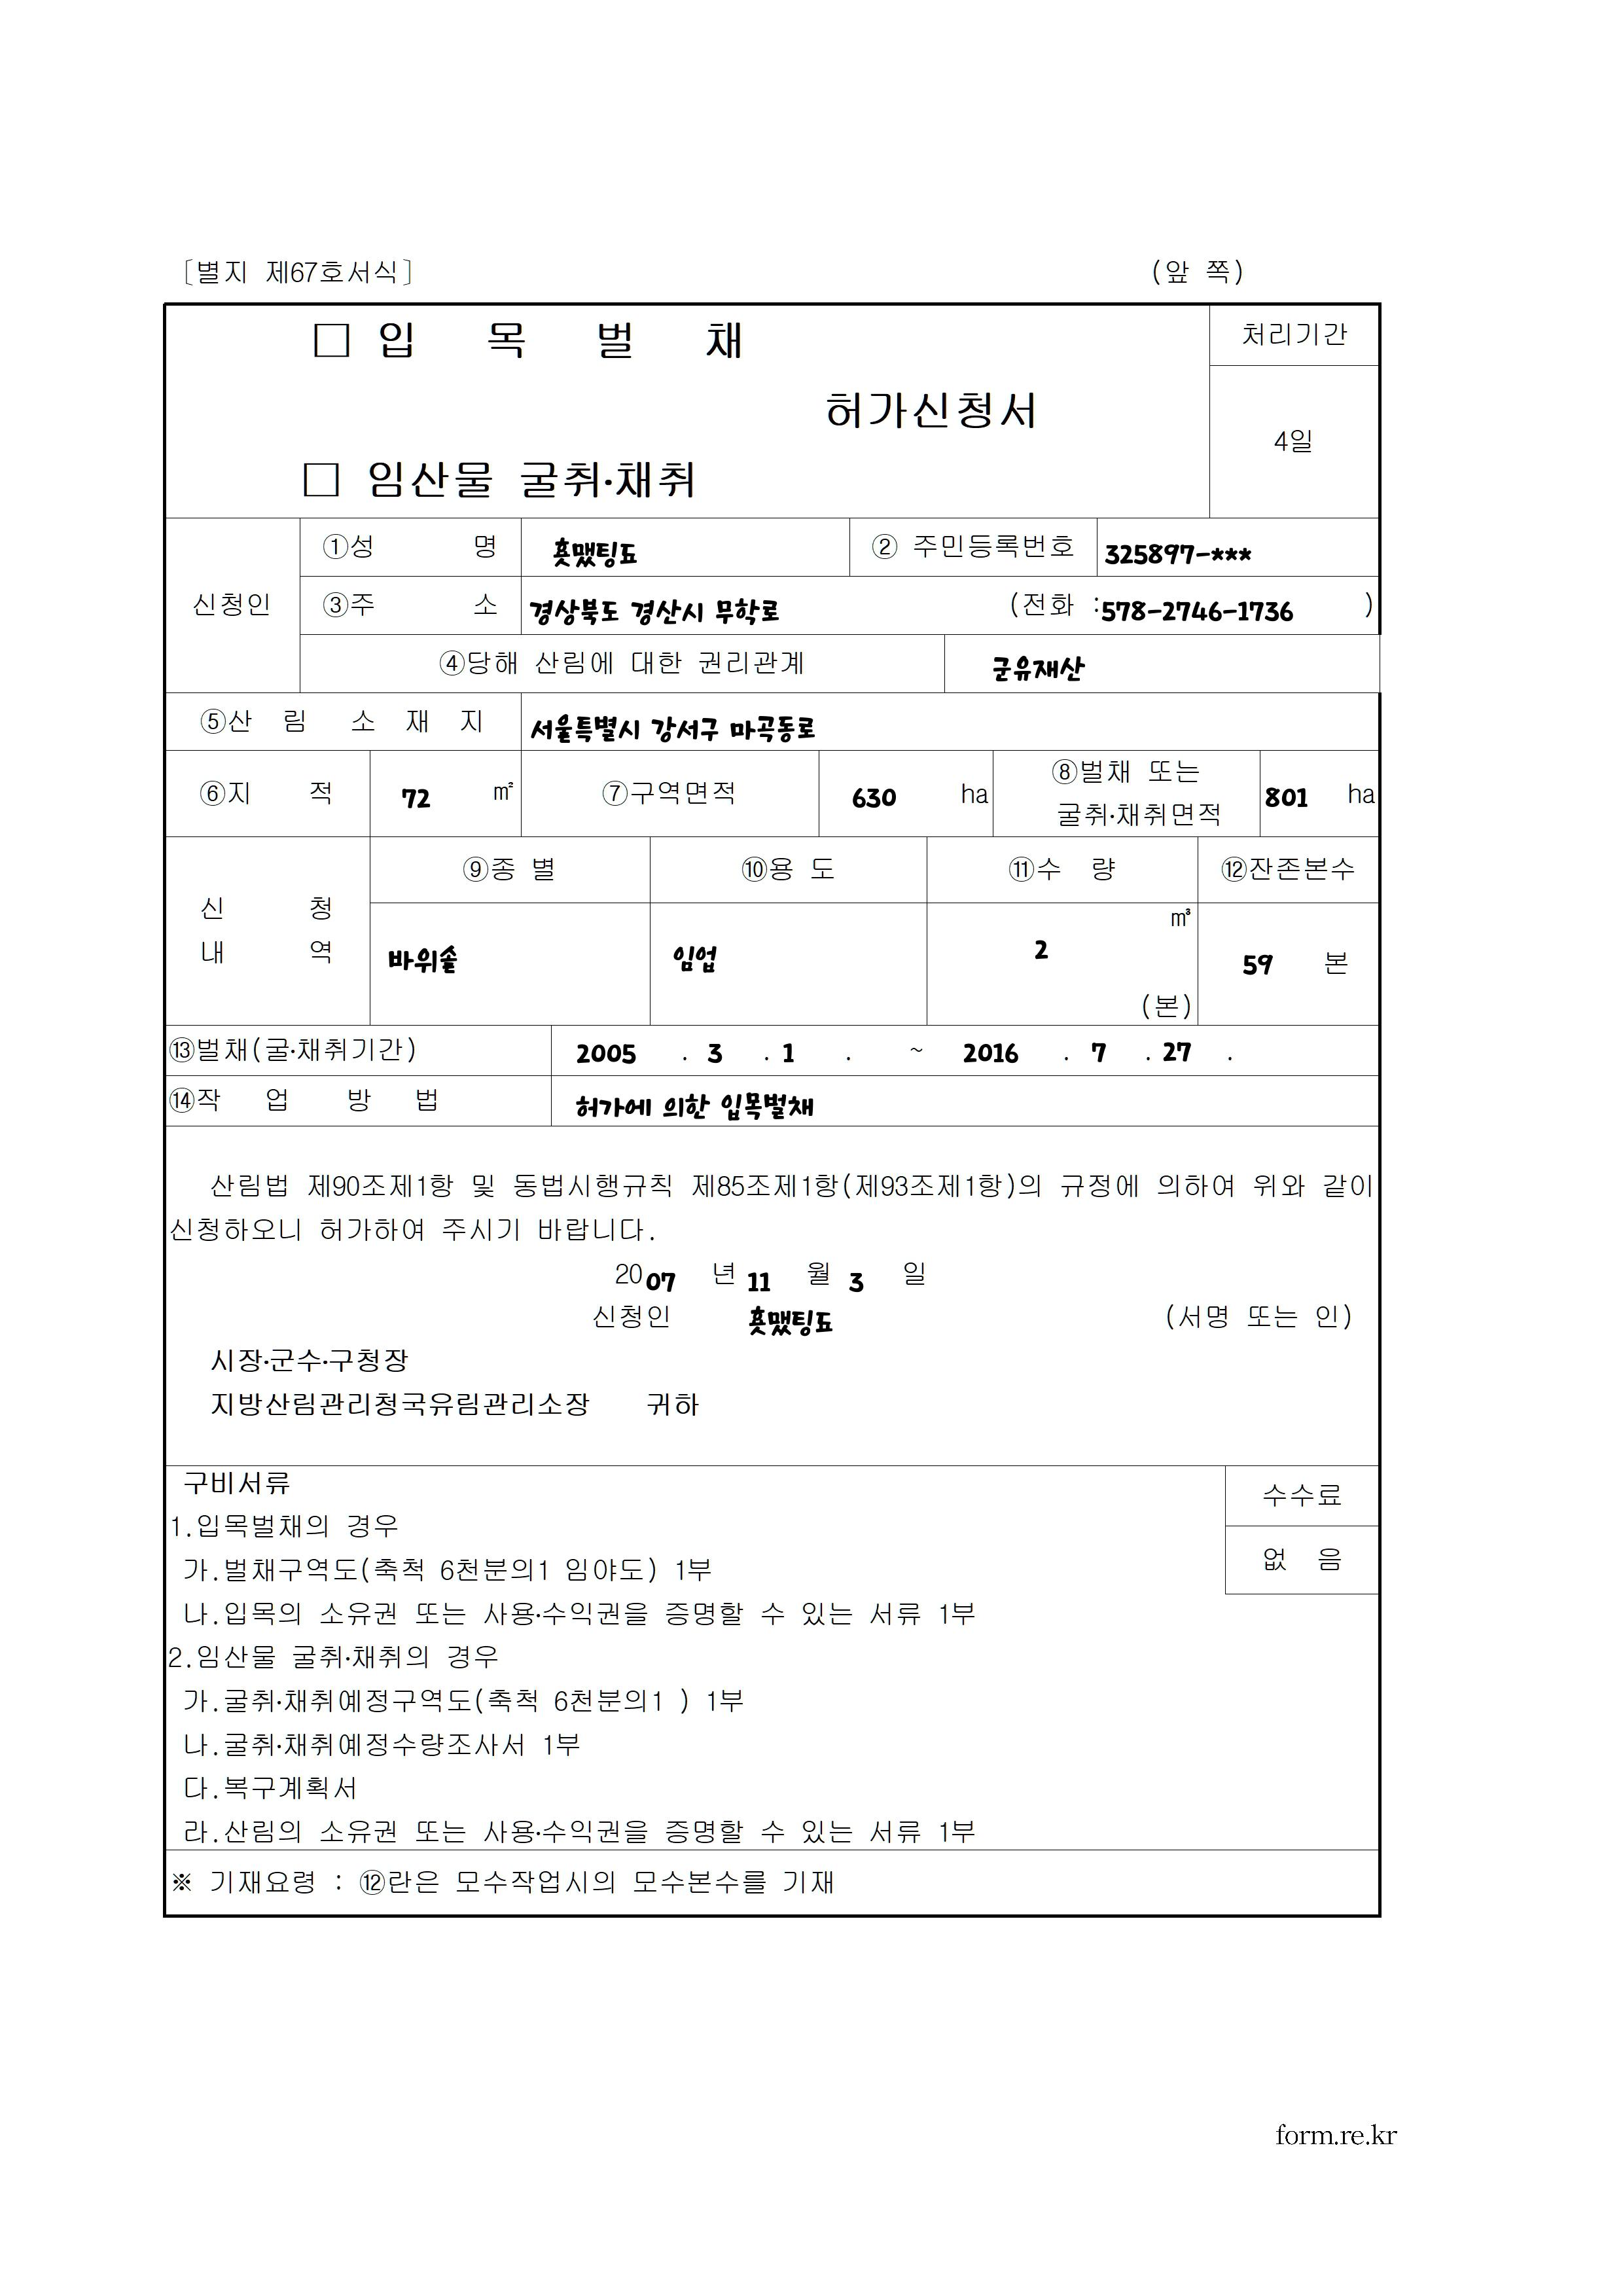 ［별지 제67호서식］ (앞 쪽)
□ 입 목 벌 채
처리기간
허가신청서
4일
□ 임산물 굴취·채취
신청인
①성 명 ② 주민등록번호 325897-***
③주 소 경상북도 경산시 무학로 (전화 :578-2746-1736 )
④당해 산림에 대한 권리관계 군유재산
⑤산 림 소 재 지 서울특별시 강서구 마곡동로
⑥지 적 72 ㎡ ⑦구역면적 630 ha ⑧벌채 또는 굴취·채취면적 801 ha
신 청
내 역
⑨종 별 ⑩용 도 ⑪수 량 ⑫잔존본수
바위솔 임업 2 ㎥ (본) 59 본
⑬벌채(굴·채취기간) 2005 . 3 . 1 . ~ 2016 . 7 . 27 .
⑭작 업 방 법 허가에 의한 입목벌채
산림법 제90조제1항 및 동법시행규칙 제85조제1항(제93조제1항)의 규정에 의하여 위와 같이
신청하오니 허가하여 주시기 바랍니다.
2007 년 11 월 3 일
신청인 (서명 또는 인)
시장·군수·구청장
지방산림관리청국유림관리소장 귀하
구비서류
수수료
1.입목벌채의 경우
없 음
가.벌채구역도(축척 6천분의1 임야도) 1부
나.입목의 소유권 또는 사용·수익권을 증명할 수 있는 서류 1부
2.임산물 굴취·채취의 경우
가.굴취·채취예정구역도(축척 6천분의1 ) 1부
나.굴취·채취예정수량조사서 1부
다.복구계획서
라.산림의 소유권 또는 사용·수익권을 증명할 수 있는 서류 1부
※ 기재요령 : ⑫란은 모수작업시의 모수본수를 기재
form.re.kr